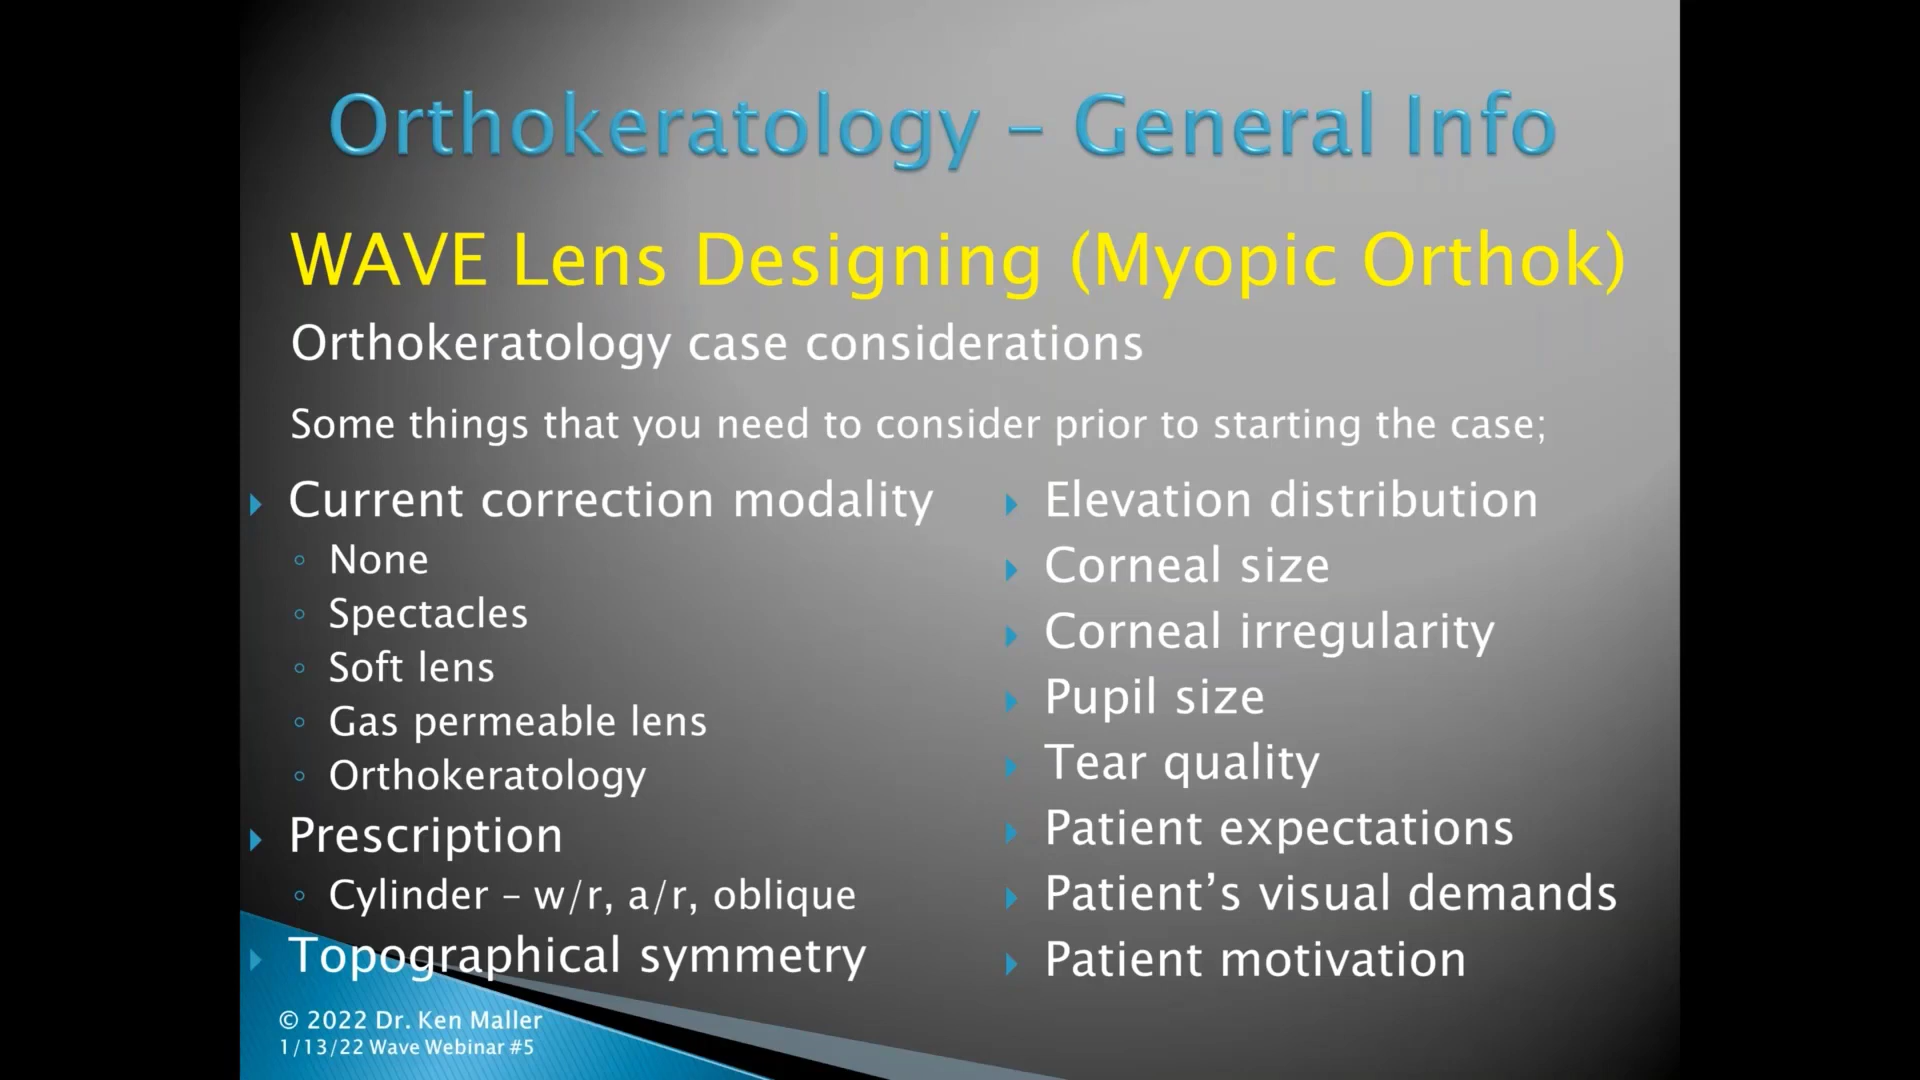 Orthokeratology – General Info
WAVE Lens Designing (Myopic Orthok)
Orthokeratology case considerations
Some things that you need to consider prior to starting the case;
Current correction modality
None
Spectacles
Soft lens
Gas permeable lens
Orthokeratology
Prescription
Cylinder – w/r, a/r, oblique
Topographical symmetry
Elevation distribution
Corneal size
Corneal irregularity
Pupil size
Tear quality
Patient expectations
Patient’s visual demands
Patient motivation
© 2022 Dr. Ken Maller
1/13/22 Wave Webinar #5